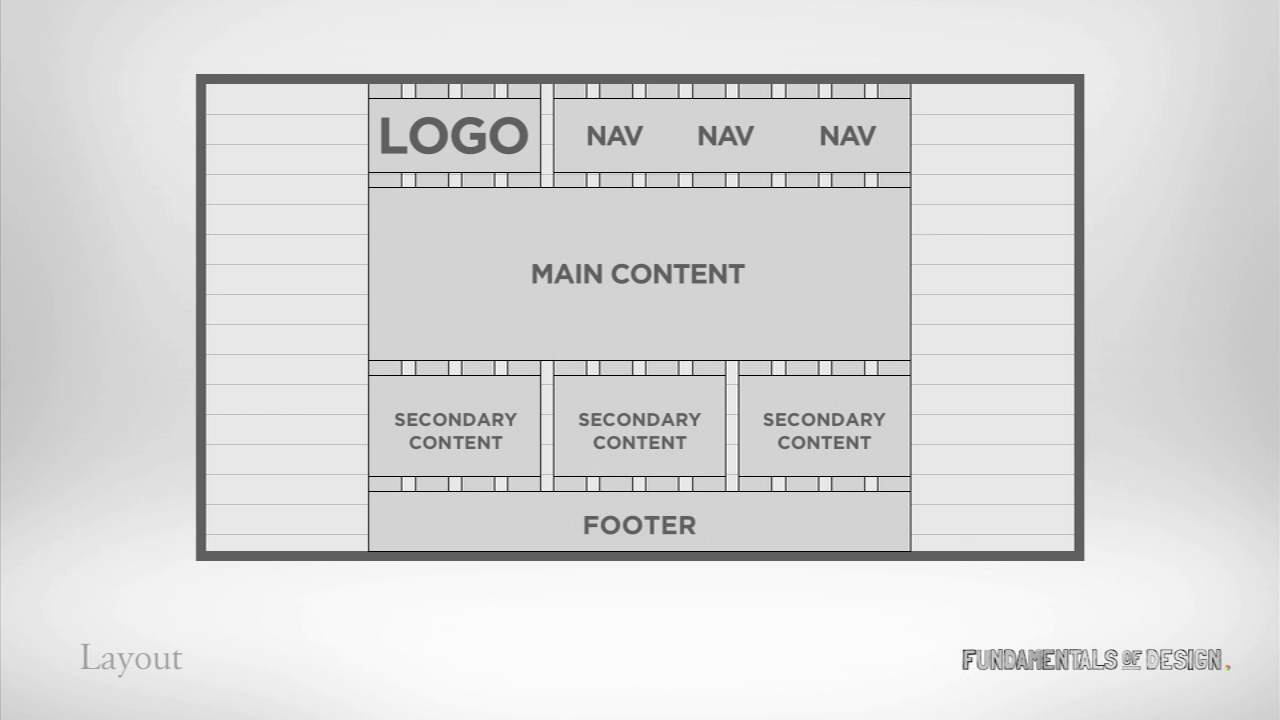 LOGO
NAV NAV NAV
MAIN CONTENT
SECONDARY
CONTENT
SECONDARY
CONTENT
SECONDARY
CONTENT
FOOTER
Layout
FUNDAMENTALS OF DESIGN.